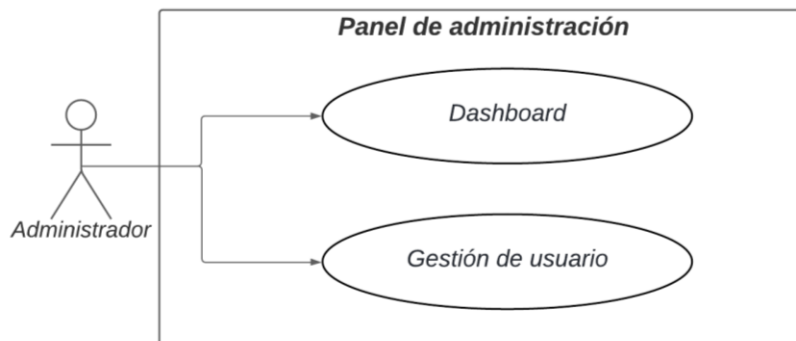 Panel de administración
Dashboard
Administrador
Gestión de usuario